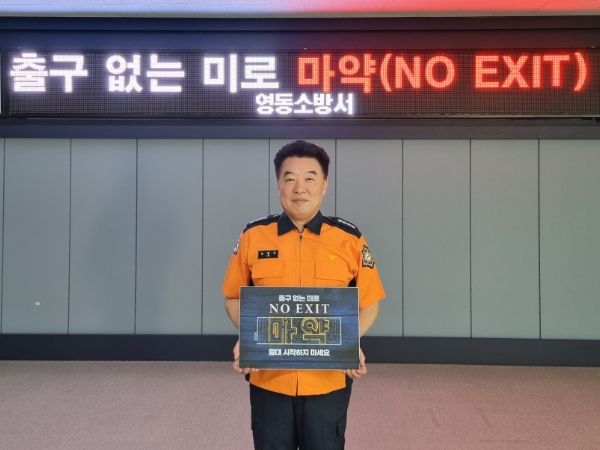 출구 없는 미로 마약(NO EXIT)
영동소방서
출구 없는 미로
NO EXIT
마약
절대 시작하지 마세요